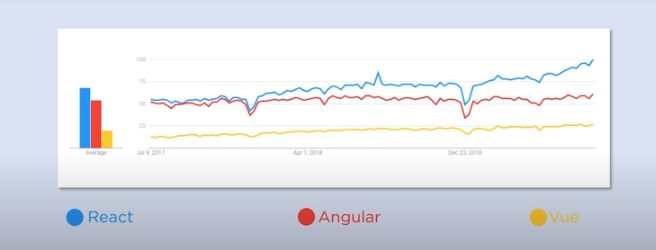 100
75
50
25
Average
Jul 9, 2017
Apr 1, 2018
Dec 23, 2018
React
Angular
Vue